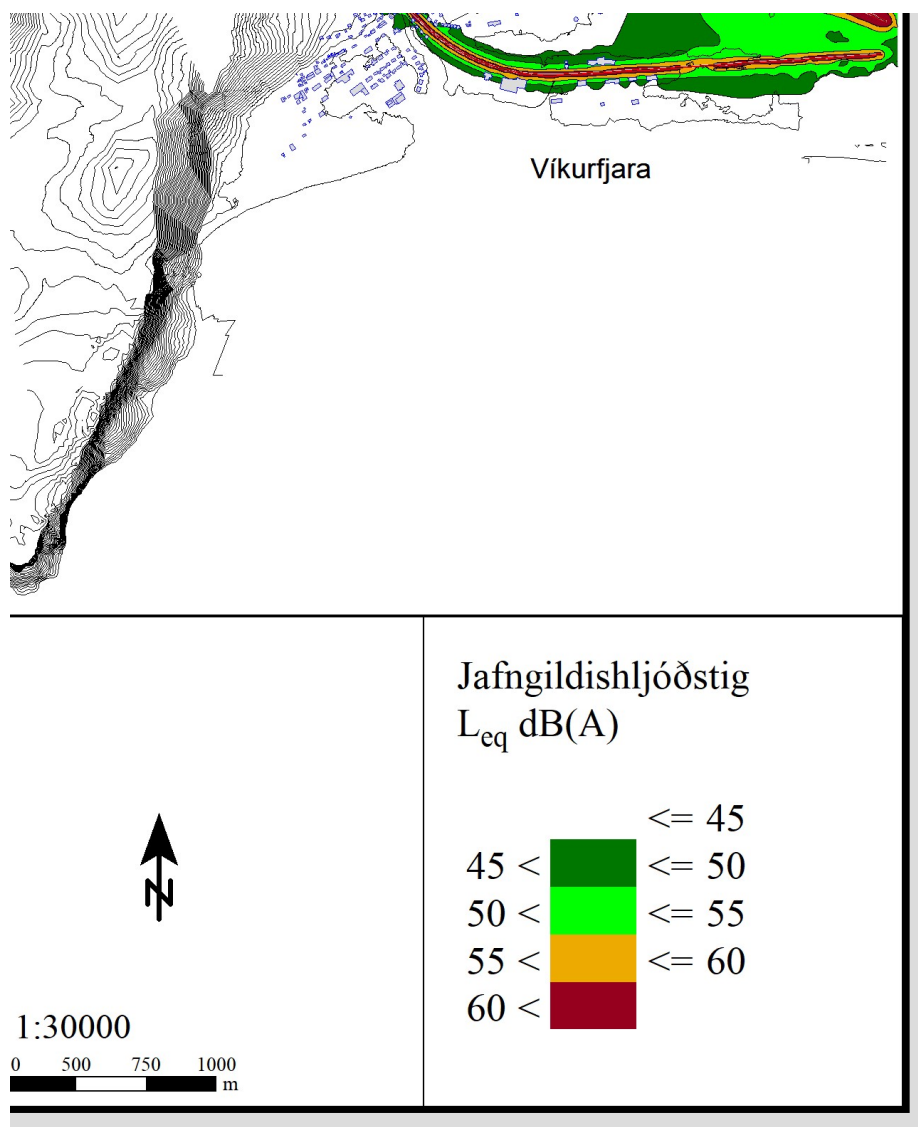 Víkurfjara
Jafngildishljóðstig
Leq dB(A)
<= 45
45 < <= 50
50 < <= 55
55 < <= 60
60 <
N
1:30000
0 500 750 1000
m